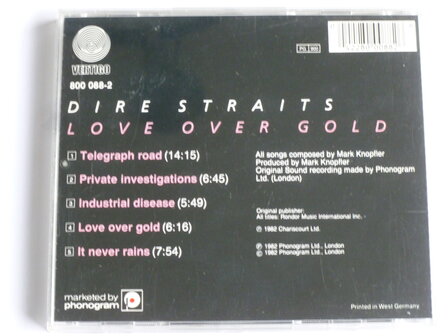 VERTIGO
800 088-2
PG 900
DIRE STRAITS
LOVE OVER GOLD
1 Telegraph road (14:15)
2 Private investigations (6:45)
3 Industrial disease (5:49)
4 Love over gold (6:16)
5 It never rains (7:54)
All songs composed by Mark Knopfler
Produced by Mark Knopfler
Original Sound recording made by Phonogram
Ltd. (London)
Original publisher:
All titles: Rondor Music International Inc. -
℗ 1982 Chariscourt Ltd.
℗ 1982 Phonogram Ltd., London
© 1982 Phonogram Ltd., London
marketed by
phonogram
Printed in West Germany